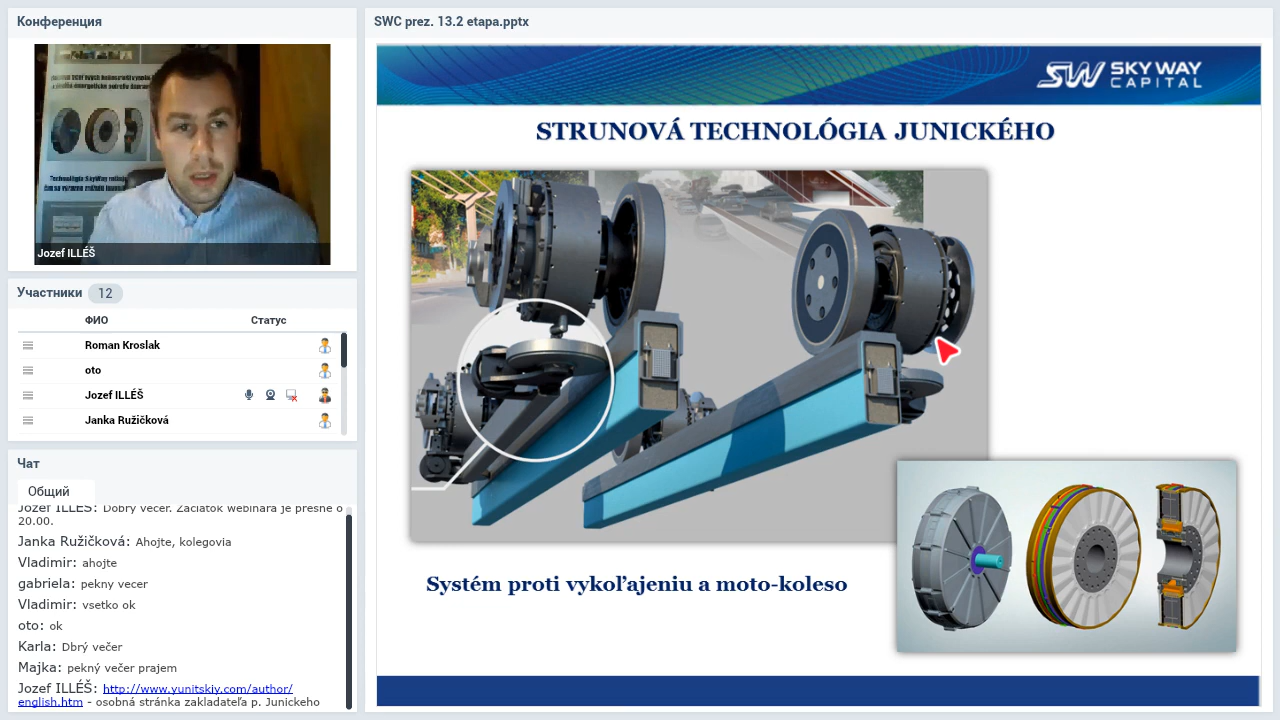 Конференция
Jozef ILLÉŠ
Участники 12
ФИО Статус
Roman Kroslak
oto
Jozef ILLÉŠ
Janka Ružičková
Чат
Общий
Jozef ILLÉŠ: Dobrý večer. Začiatok webinára je presne o
20.00.
Janka Ružičková: Ahojte, kolegovia
Vladimir: ahojte
gabriela: pekny vecer
Vladimir: vsetko ok
oto: ok
Karla: Dbrý večer
Majka: pekný večer prajem
Jozef ILLÉŠ: http://www.yunitskiy.com/author/
english.htm - osobná stránka zakladateľa p. Junickeho
SWC prez. 13.2 etapa.pptx
SW SKY WAY
CAPITAL
STRUNOVÁ TECHNOLÓGIA JUNICKÉHO
Systém proti vykoľajeniu a moto-koleso